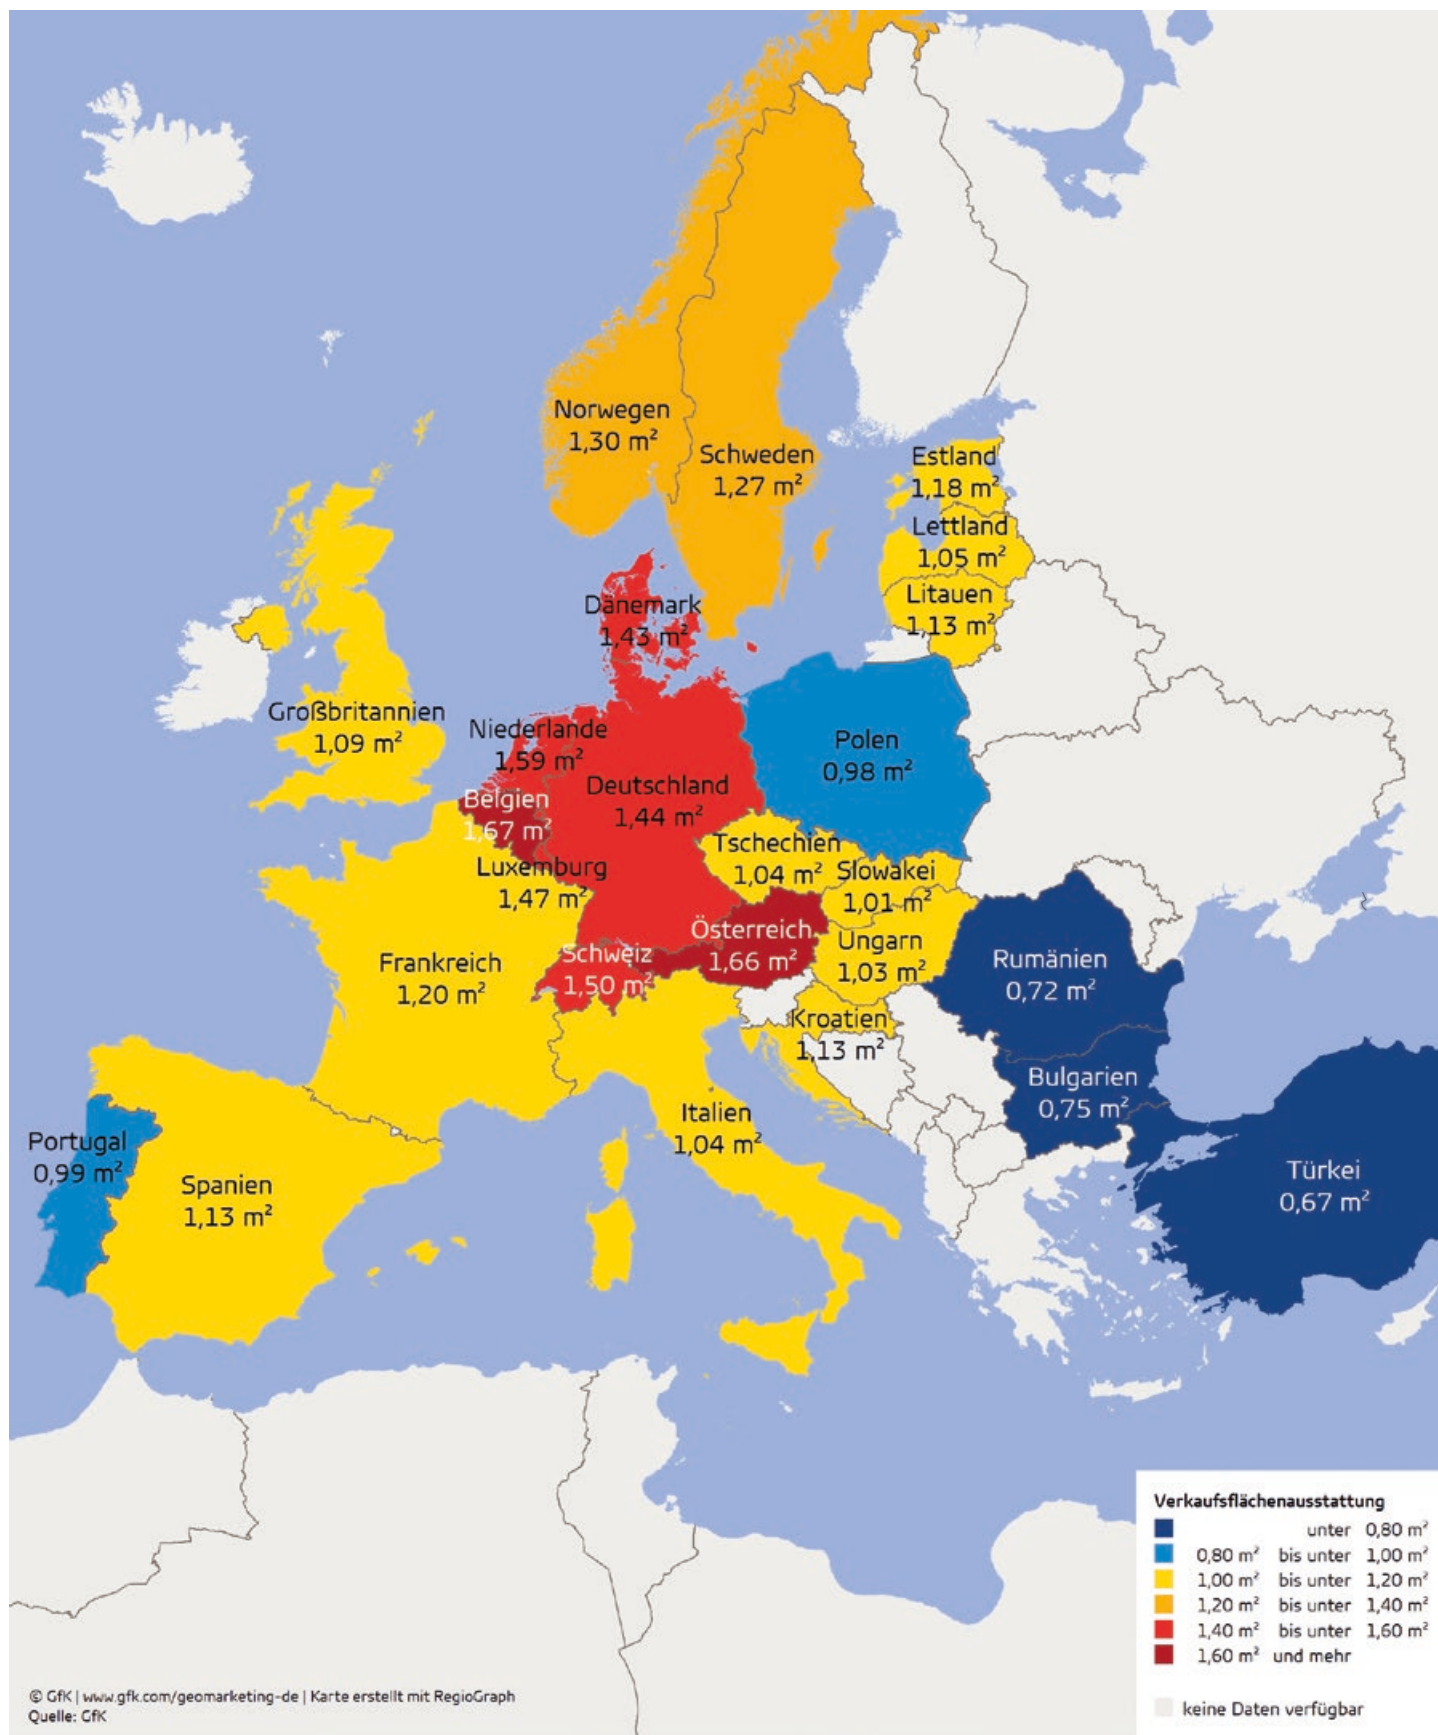 Norwegen
1,30 m²
Schweden
1,27 m²
Estland
1,18 m²
Lettland
1,05 m²
Litauen
1,13 m²
Dänemark
1,43 m²
Großbritannien
1,09 m²
Niederlande
1,59 m²
Polen
0,98 m²
Deutschland
1,44 m²
Belgien
1,67 m²
Tschechien
1,04 m²
Slowakei
1,01 m²
Luxemburg
1,47 m²
Österreich
1,66 m²
Ungarn
1,03 m²
Schweiz
1,50 m²
Frankreich
1,20 m²
Rumänien
0,72 m²
Kroatien
1,13 m²
Bulgarien
0,75 m²
Italien
1,04 m²
Portugal
0,99 m²
Spanien
1,13 m²
Türkei
0,67 m²
Verkaufsflächenausstattung
unter 0,80 m²
0,80 m² bis unter 1,00 m²
1,00 m² bis unter 1,20 m²
1,20 m² bis unter 1,40 m²
1,40 m² bis unter 1,60 m²
1,60 m² und mehr
keine Daten verfügbar
© GfK | www.gfk.com/geomarketing-de | Karte erstellt mit RegioGraph
Quelle: GfK